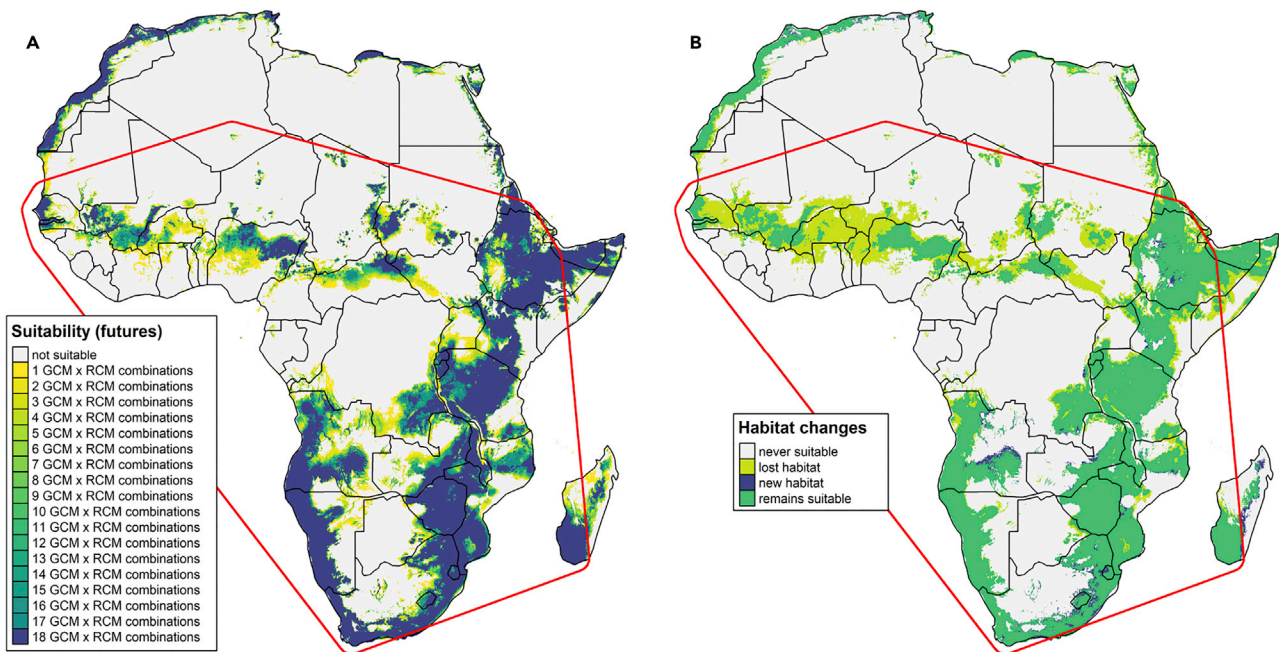 A
Suitability (futures)
not suitable
1 GCM x RCM combinations
2 GCM x RCM combinations
3 GCM x RCM combinations
4 GCM x RCM combinations
5 GCM x RCM combinations
6 GCM x RCM combinations
7 GCM x RCM combinations
8 GCM x RCM combinations
9 GCM x RCM combinations
10 GCM x RCM combinations
11 GCM x RCM combinations
12 GCM x RCM combinations
13 GCM x RCM combinations
14 GCM x RCM combinations
15 GCM x RCM combinations
16 GCM x RCM combinations
17 GCM x RCM combinations
18 GCM x RCM combinations
B
Habitat changes
never suitable
lost habitat
new habitat
remains suitable